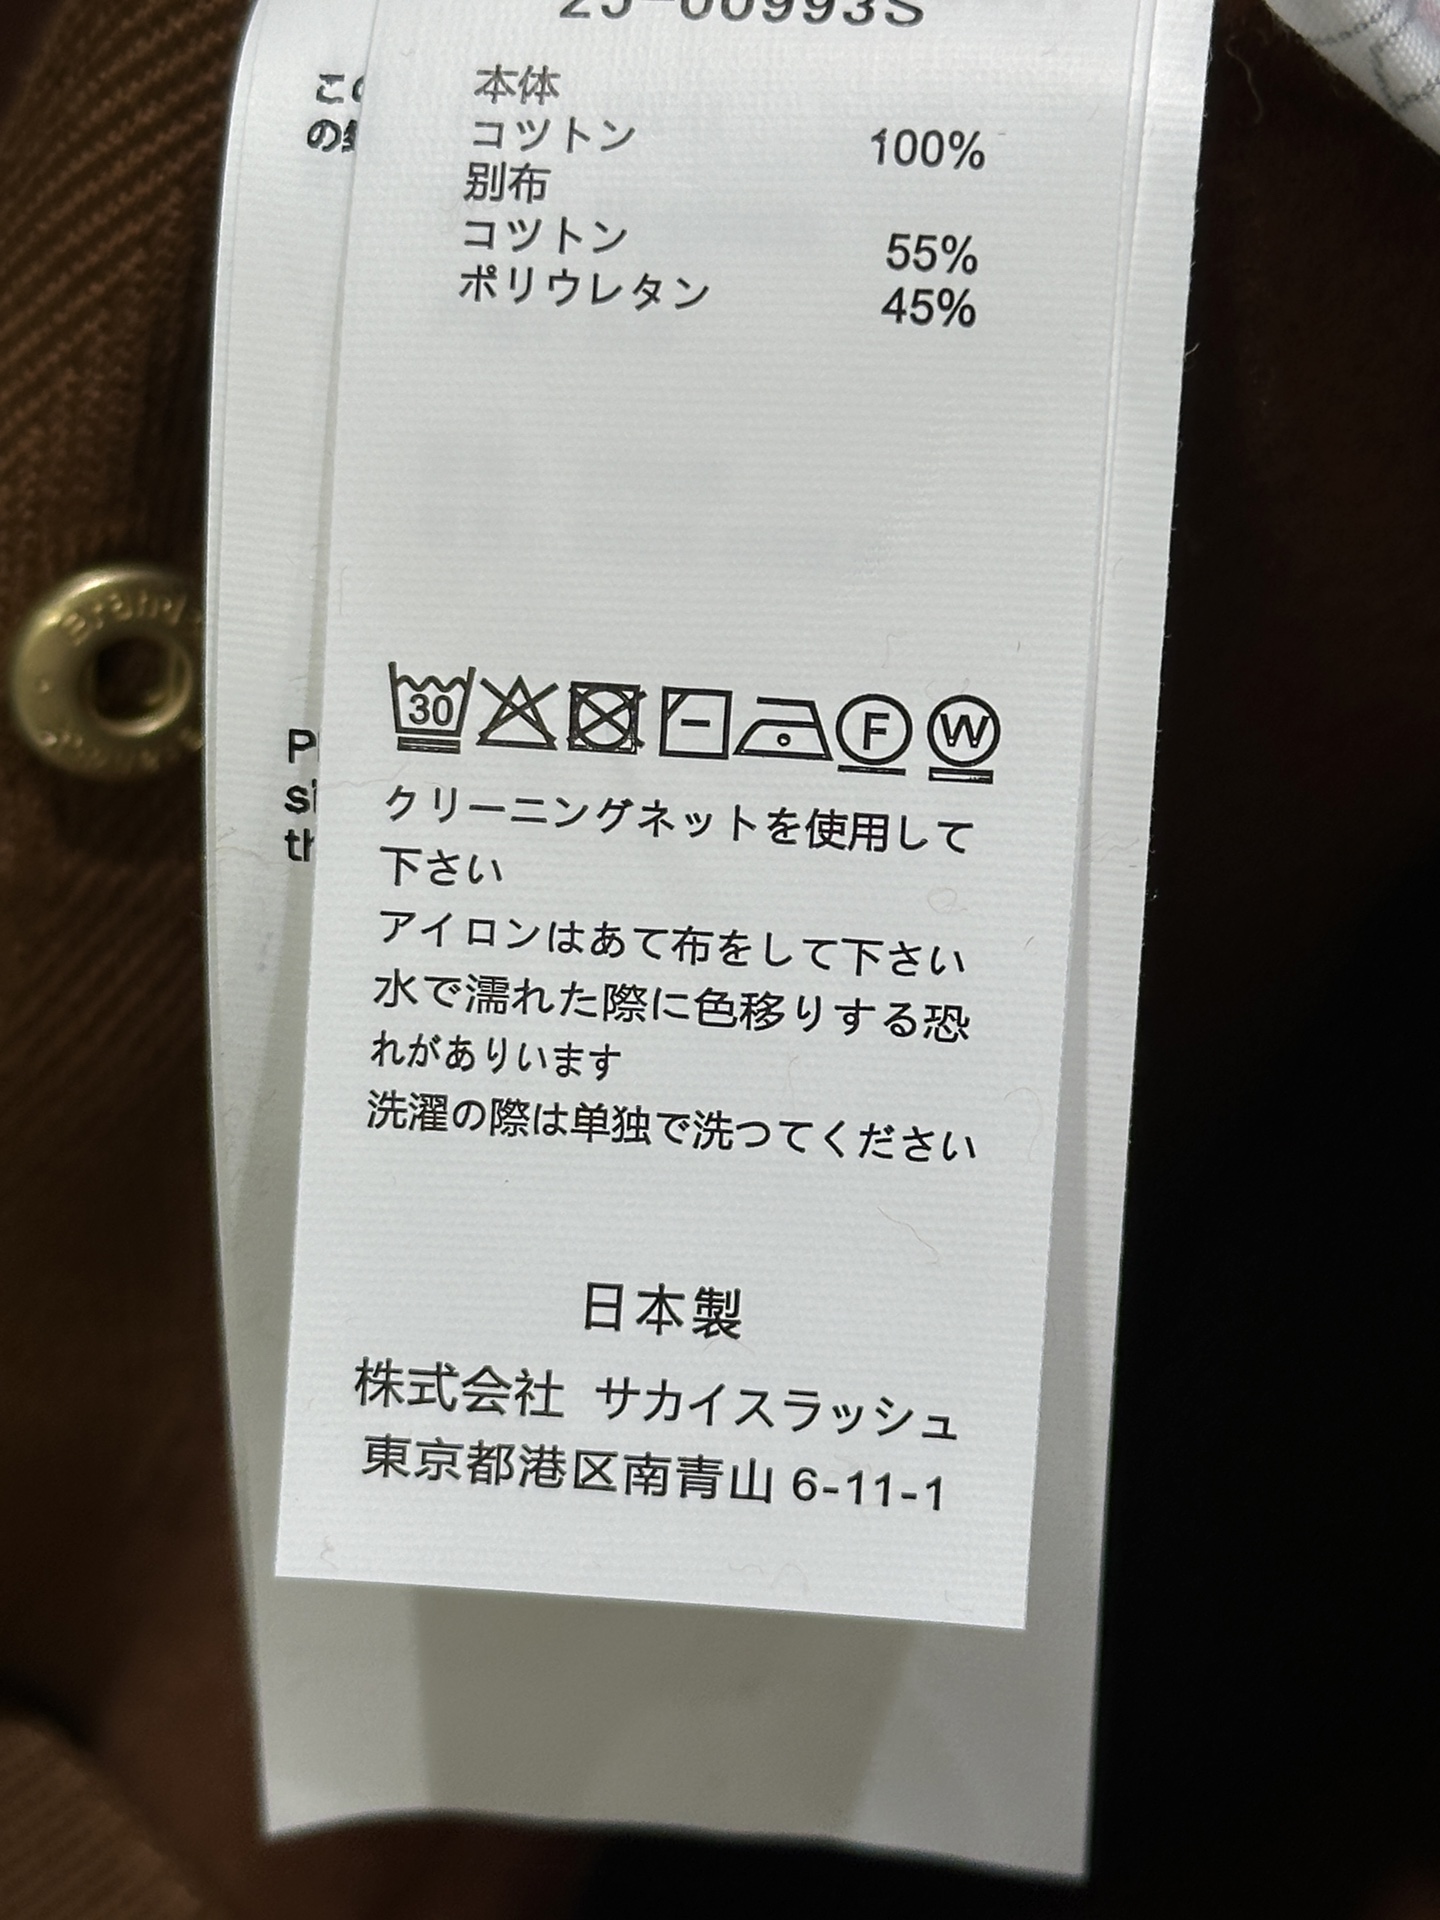 2J-00993S
本体
コツトン 100%
別布
コツトン 55%
ポリウレタン 45%
30
F W
クリーニングネットを使用して
下さい
アイロンはあて布をして下さい
水で濡れた際に色移りする恐
れがありいます
洗濯の際は単独で洗つてください
日本製
株式会社 サカイスラッシュ
東京都港区南青山 6-11-1